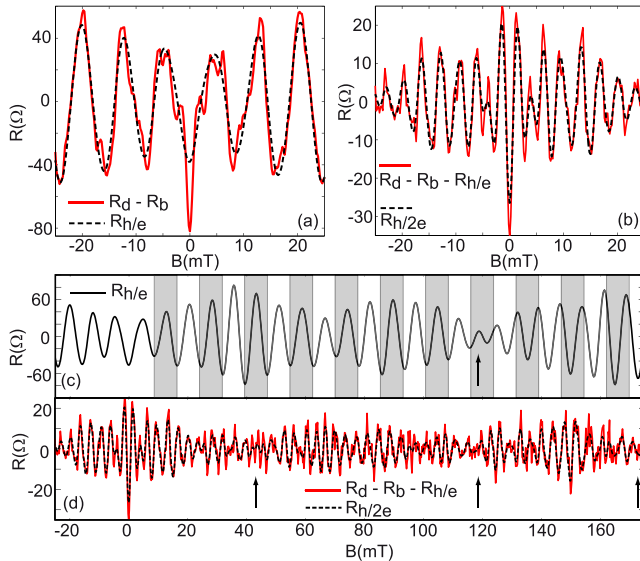 40
0
-40
-80
R(Ω)
-20 -10 0 10 20
B(mT)
R_d - R_b
R_h/e
(a)
20
10
0
-10
-20
-30
R(Ω)
-20 -10 0 10 20
B(mT)
R_d - R_b - R_h/e
R_h/2e
(b)
60
0
-60
R(Ω)
R_h/e
(c)
20
0
-20
R(Ω)
(d)
R_d - R_b - R_h/e
R_h/2e
-20 0 20 40 60 80 100 120 140 160
B(mT)